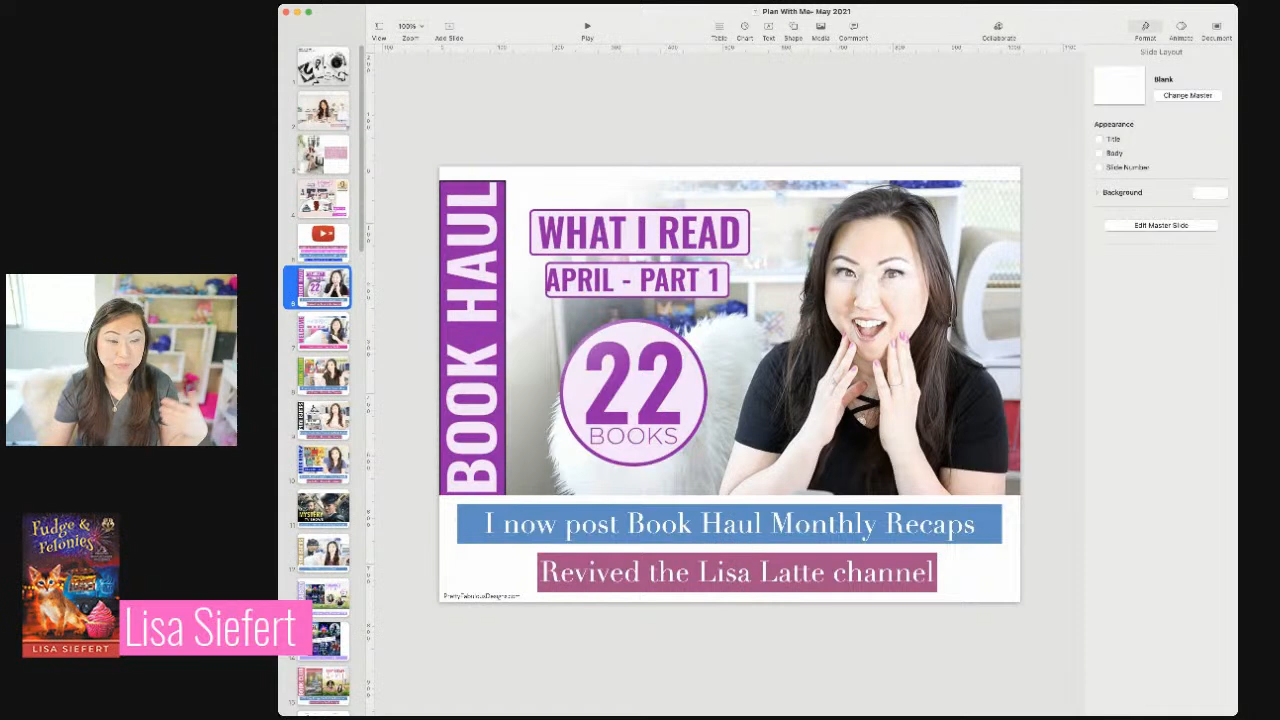 Plan With Me- May 2021
100%
View
Zoom
Add Slide
Play
Table
Chart
Text
Shape
Media
Comment
Collaborate
Format
Animate
Document
Slide Layout
Blank
Change Master
Appearance
Title
Body
Slide Number
Background
Edit Master Slide
BOOK HAUL
WHAT I READ
APRIL - PART 1
22
BOOKS
I now post Book Haul Monthly Recaps
Revived the Lisa Latte channel
PrettyFabulousDesigns.com
Fudge &
Felonies
LISA SIEFERT
Lisa Siefert